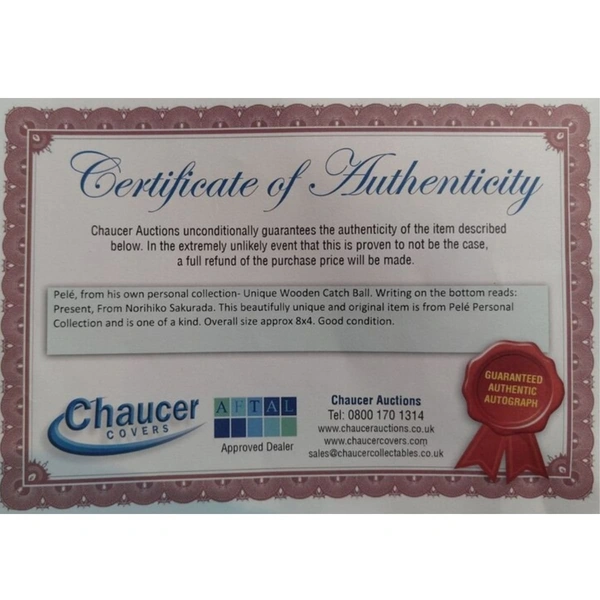 Certificate of Authenticity
Chaucer Auctions unconditionally guarantees the authenticity of the item described
below. In the extremely unlikely event that this is proven to not be the case,
a full refund of the purchase price will be made.
Pelé, from his own personal collection- Unique Wooden Catch Ball. Writing on the bottom reads:
Present, From Norihiko Sakurada. This beautifully unique and original item is from Pelé Personal
Collection and is one of a kind. Overall size approx 8x4. Good condition.
Chaucer
COVERS
AFTAL
Approved Dealer
Chaucer Auctions
Tel: 0800 170 1314
www.chaucerauctions.co.uk
www.chaucercovers.com
sales@chaucercollectables.co.uk
GUARANTEED
AUTHENTIC
AUTOGRAPH